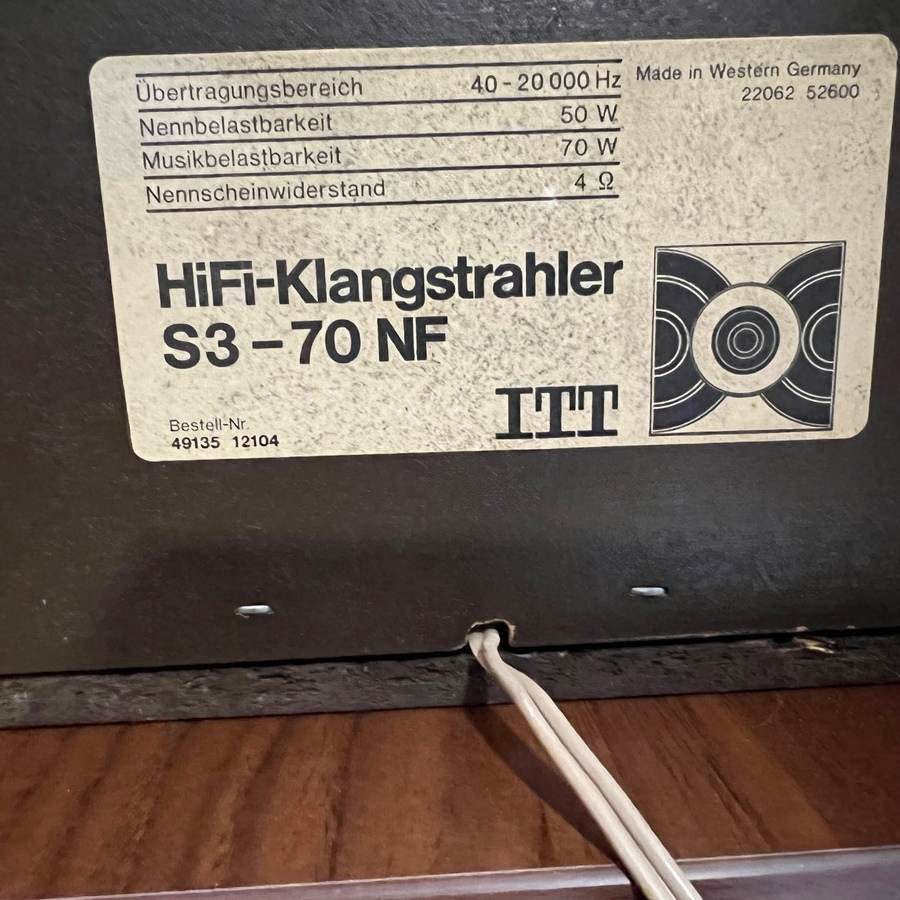 Übertragungsbereich 40-20 000 Hz
Nennbelastbarkeit 50 W
Musikbelastbarkeit 70 W
Nennscheinwiderstand 4 Ω
Made in Western Germany
22062 52600
HiFi-Klangstrahler
S3-70 NF
ITT
Bestell-Nr.
49135 12104